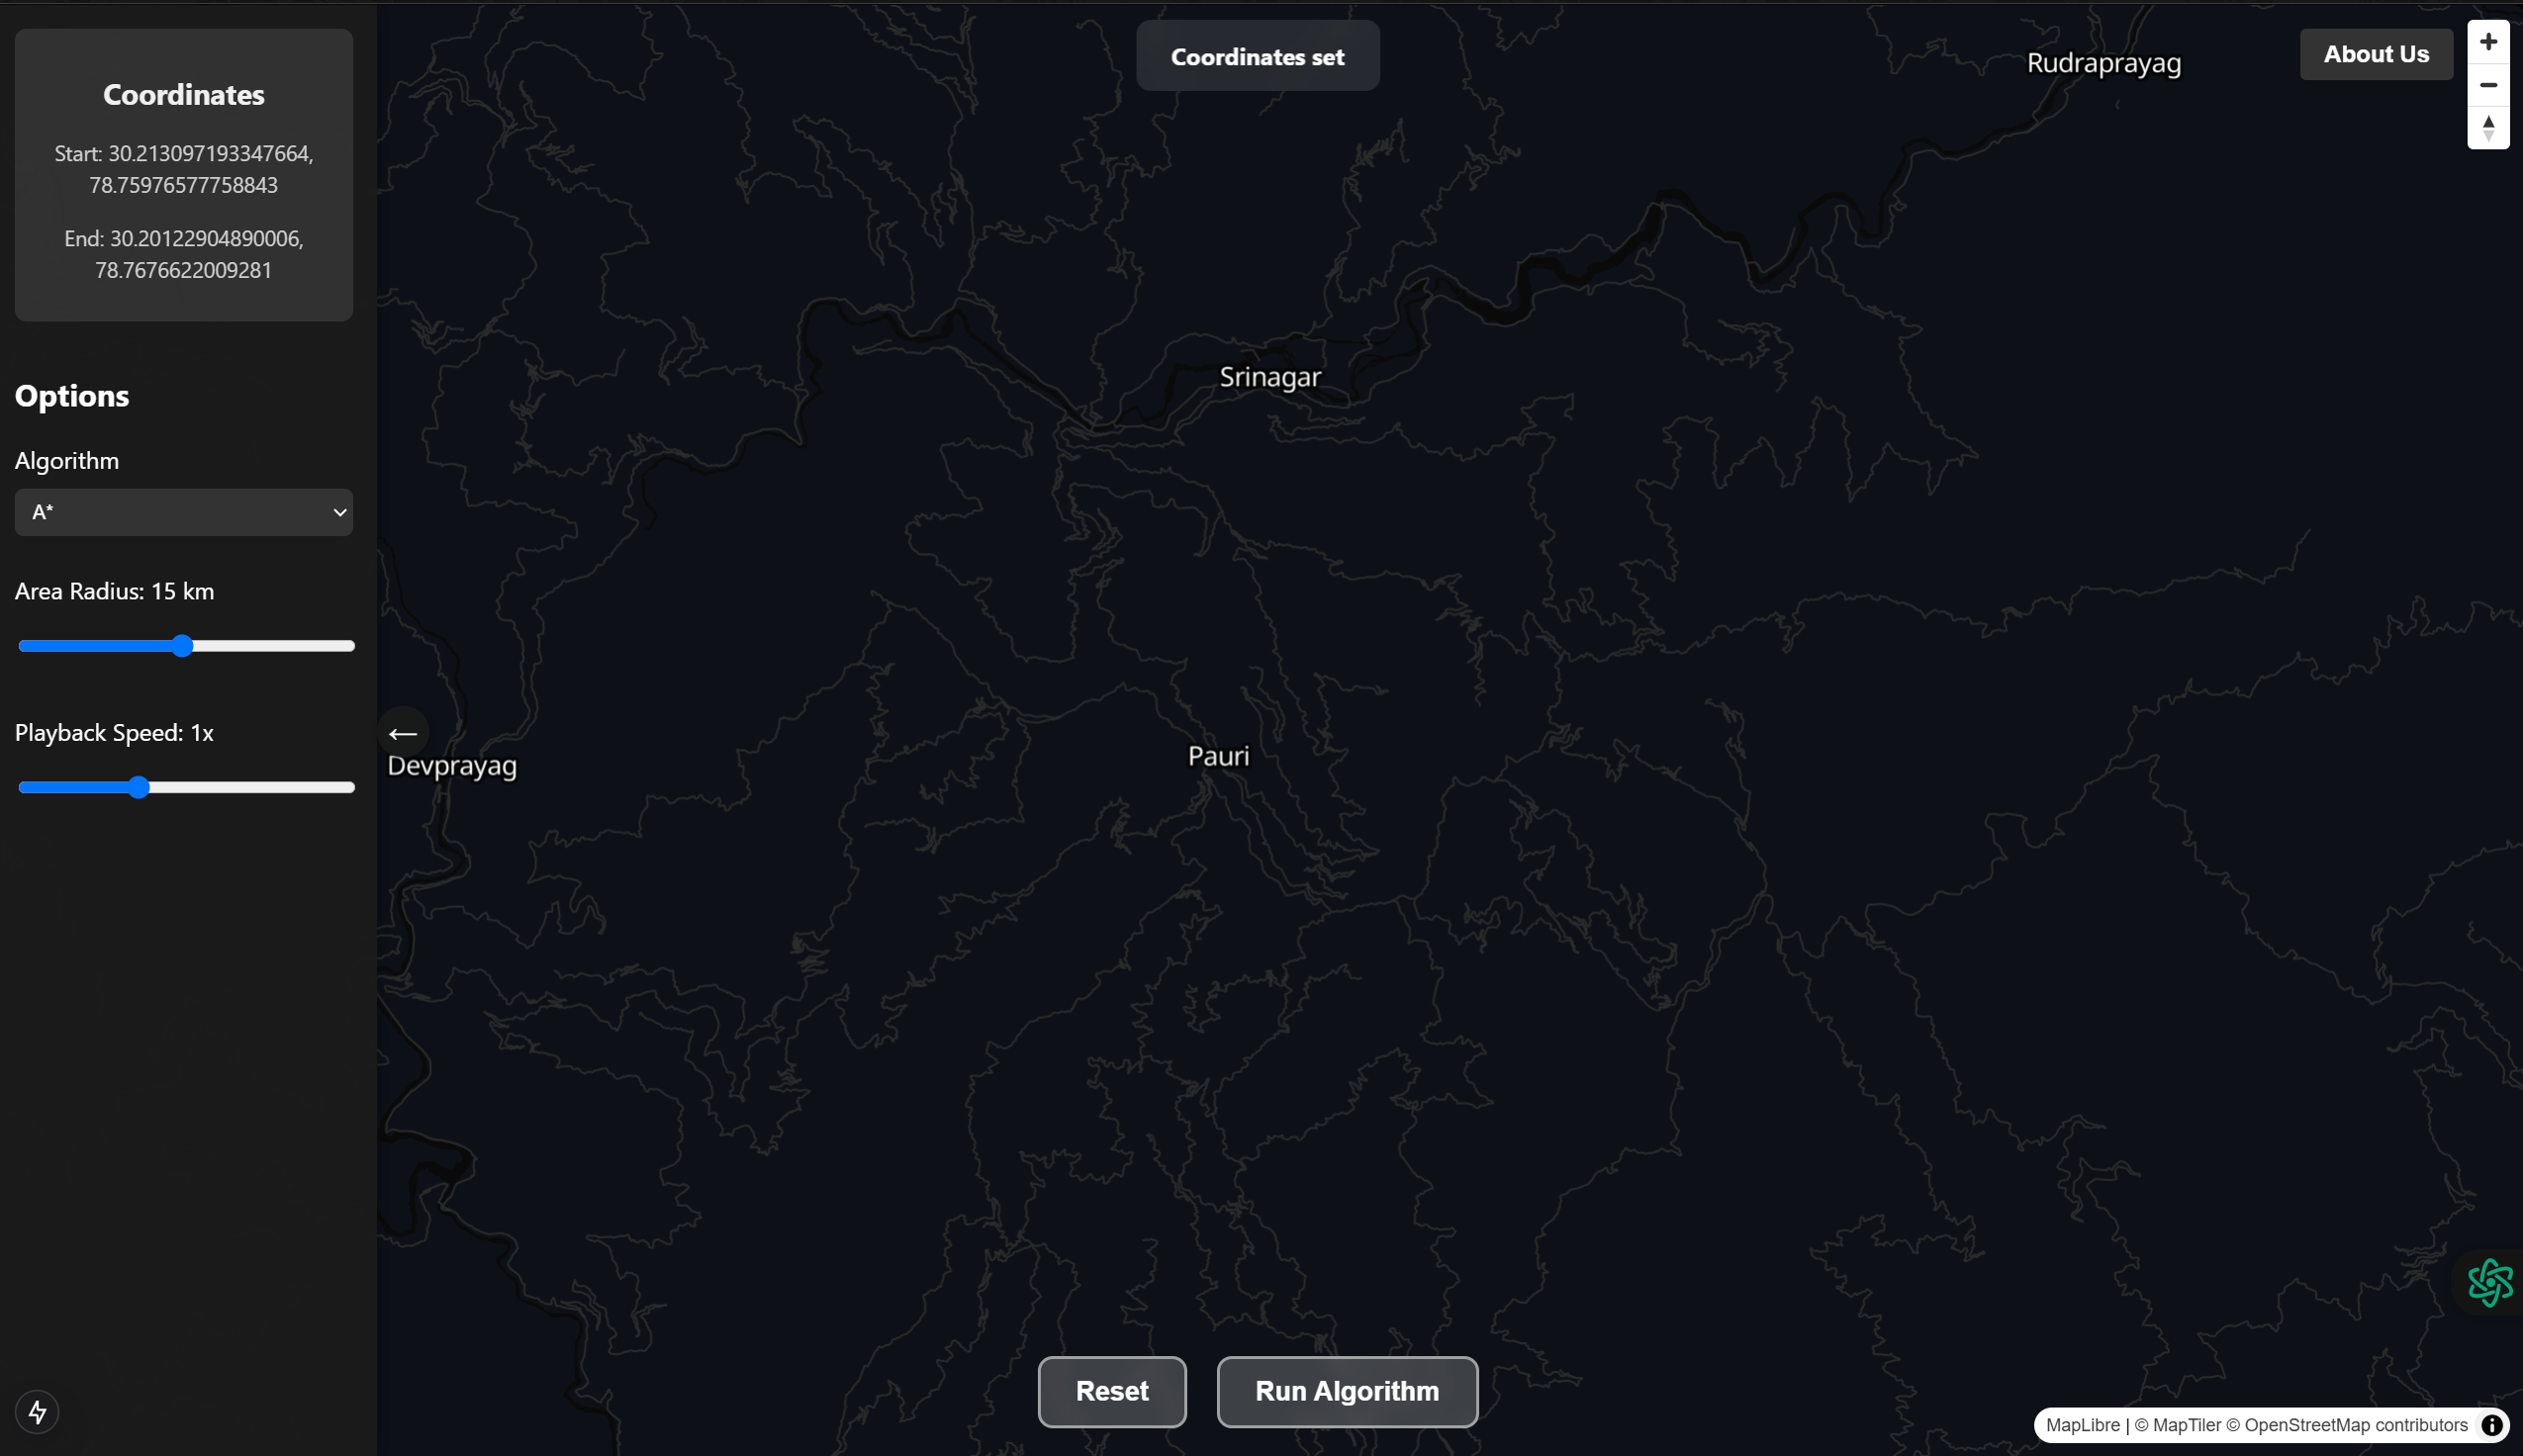 Coordinates
Start: 30.213097193347664,
78.75976577758843
End: 30.20122904890006,
78.7676622009281
Options
Algorithm
A*
Area Radius: 15 km
Playback Speed: 1x
Coordinates set
About Us
Rudraprayag
Srinagar
Pauri
Devprayag
Reset
Run Algorithm
MapLibre | © MapTiler © OpenStreetMap contributors